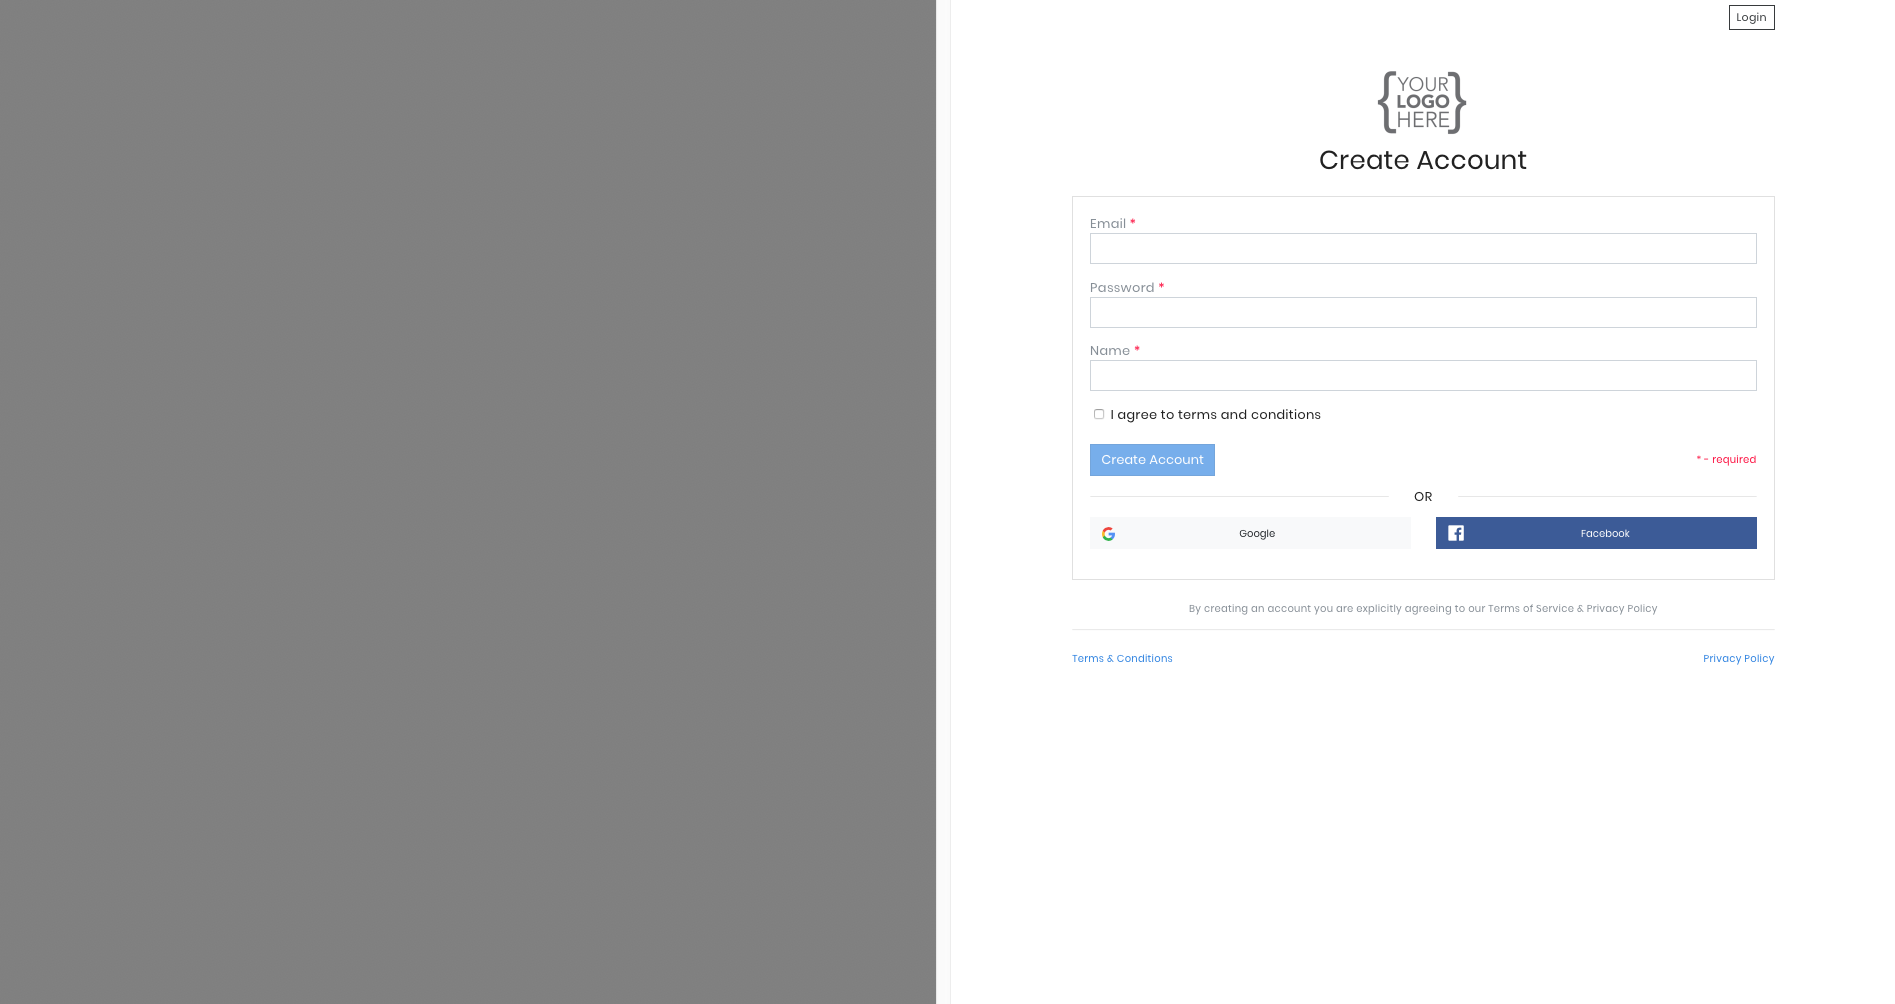 Login
YOUR
LOGO
HERE
Create Account
Email *
Password *
Name *
I agree to terms and conditions
Create Account
* - required
OR
Google
Facebook
By creating an account you are explicitly agreeing to our Terms of Service & Privacy Policy
Terms & Conditions
Privacy Policy